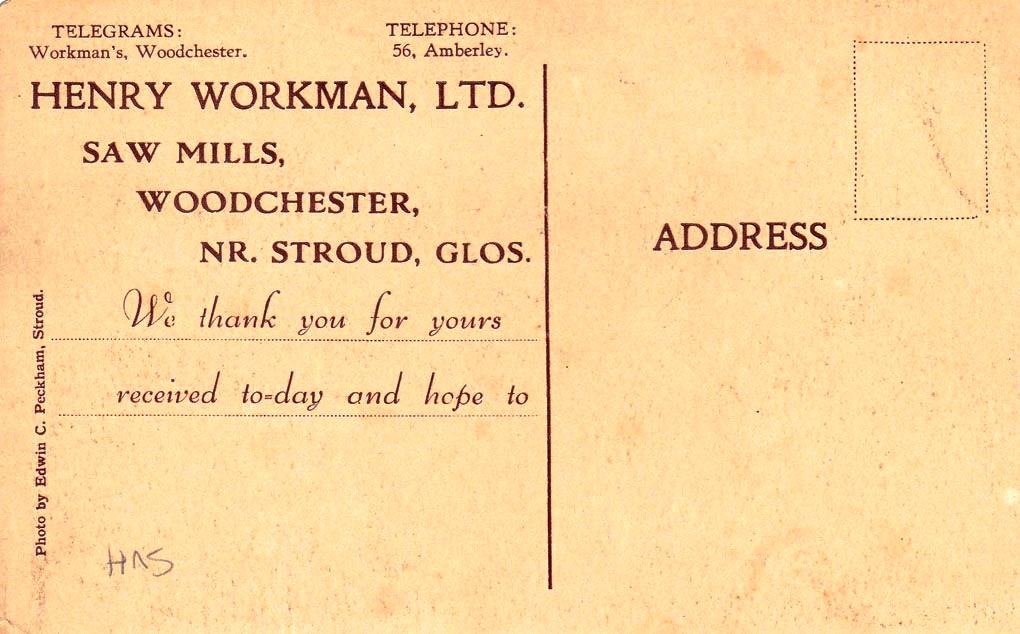 TELEGRAMS:
Workman's, Woodchester.
TELEPHONE:
56, Amberley.
HENRY WORKMAN, LTD.
SAW MILLS,
WOODCHESTER,
NR. STROUD, GLOS.
We thank you for yours
received to-day and hope to
Photo by Edwin C. Peckham, Stroud.
ADDRESS